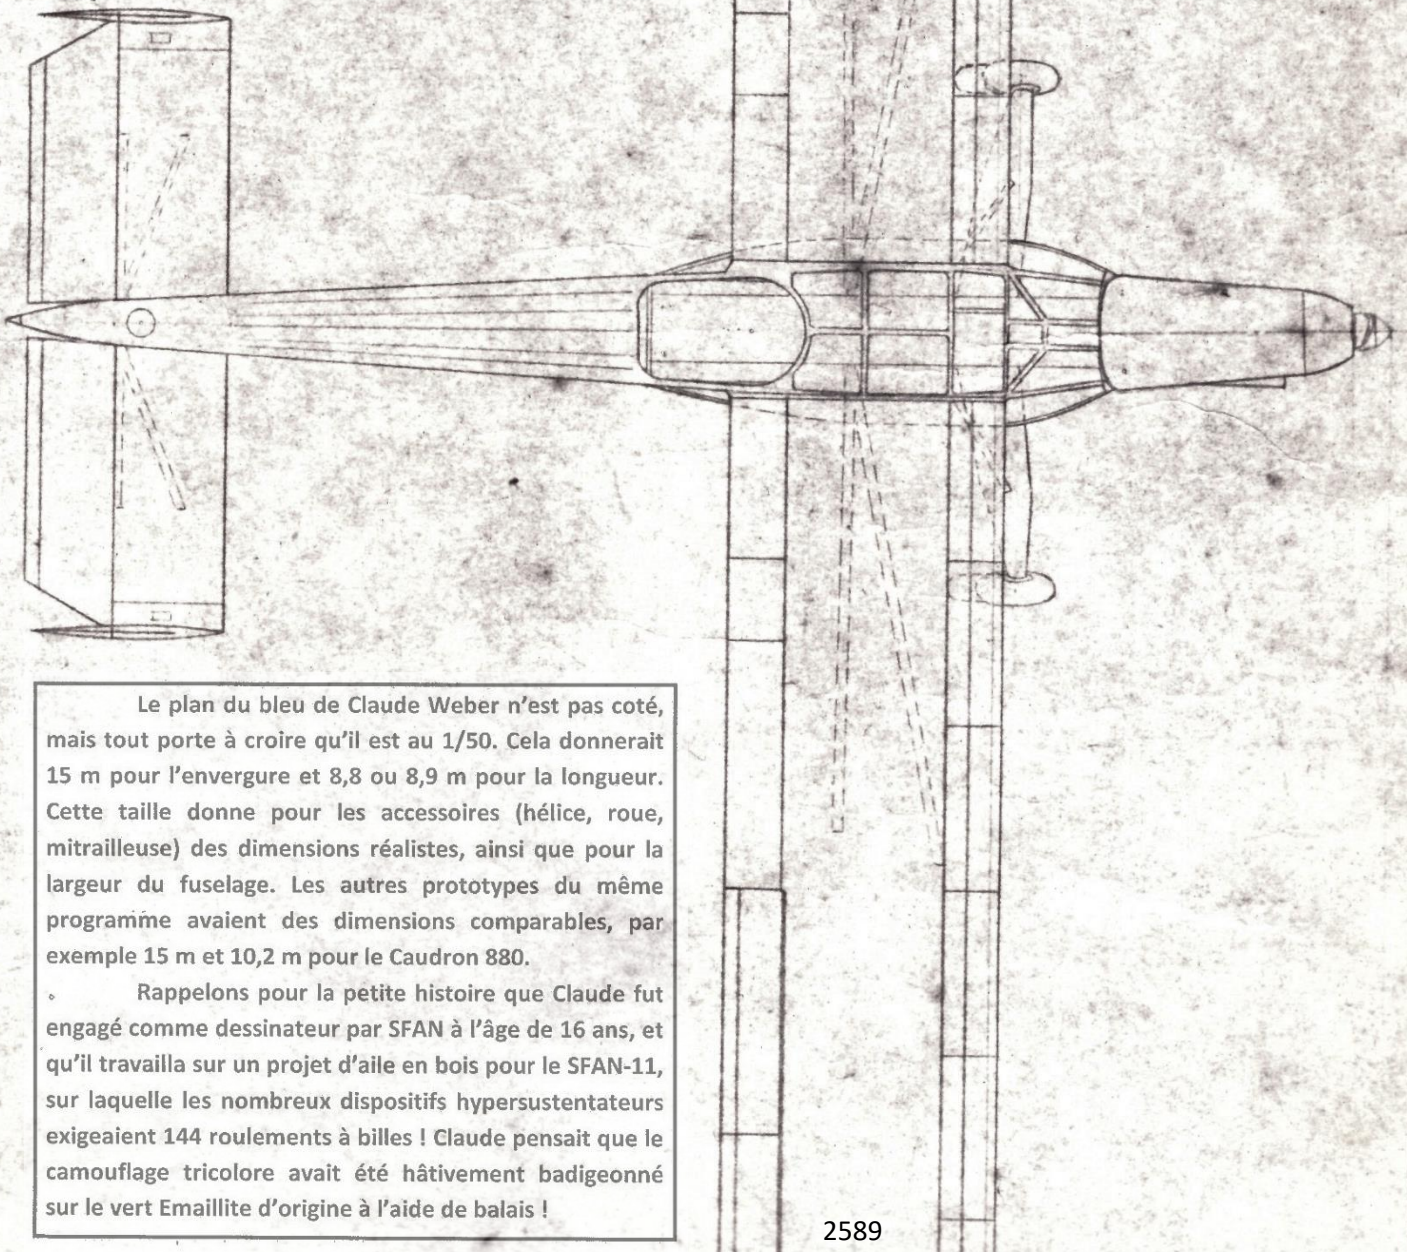 Le plan du bleu de Claude Weber n'est pas coté,
mais tout porte à croire qu'il est au 1/50. Cela donnerait
15 m pour l'envergure et 8,8 ou 8,9 m pour la longueur.
Cette taille donne pour les accessoires (hélice, roue,
mitrailleuse) des dimensions réalistes, ainsi que pour la
largeur du fuselage. Les autres prototypes du même
programme avaient des dimensions comparables, par
exemple 15 m et 10,2 m pour le Caudron 880.
Rappelons pour la petite histoire que Claude fut
engagé comme dessinateur par SFAN à l'âge de 16 ans, et
qu'il travailla sur un projet d'aile en bois pour le SFAN-11,
sur laquelle les nombreux dispositifs hypersustentateurs
exigeaient 144 roulements à billes ! Claude pensait que le
camouflage tricolore avait été hâtivement badigeonné
sur le vert Emaillite d'origine à l'aide de balais !
2589